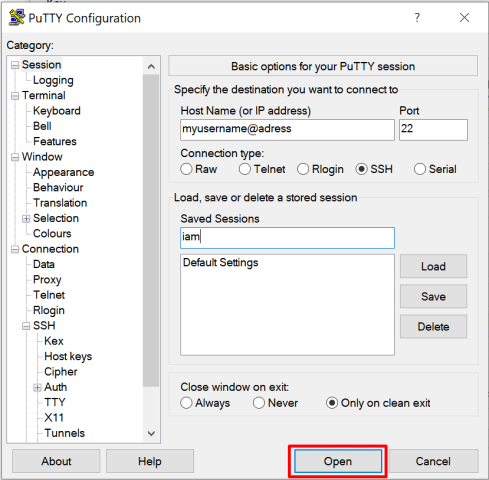 PuTTY Configuration
?
Category:
Session
Logging
Terminal
Keyboard
Bell
Features
Window
Appearance
Behaviour
Translation
Selection
Colours
Connection
Data
Proxy
Telnet
Rlogin
SSH
Kex
Host keys
Cipher
Auth
TTY
X11
Tunnels
Basic options for your PuTTY session
Specify the destination you want to connect to
Host Name (or IP address) Port
myusername@adress 22
Connection type:
Raw Telnet Rlogin SSH Serial
Load, save or delete a stored session
Saved Sessions
iam
Default Settings
Load
Save
Delete
Close window on exit:
Always Never Only on clean exit
About Help Open Cancel